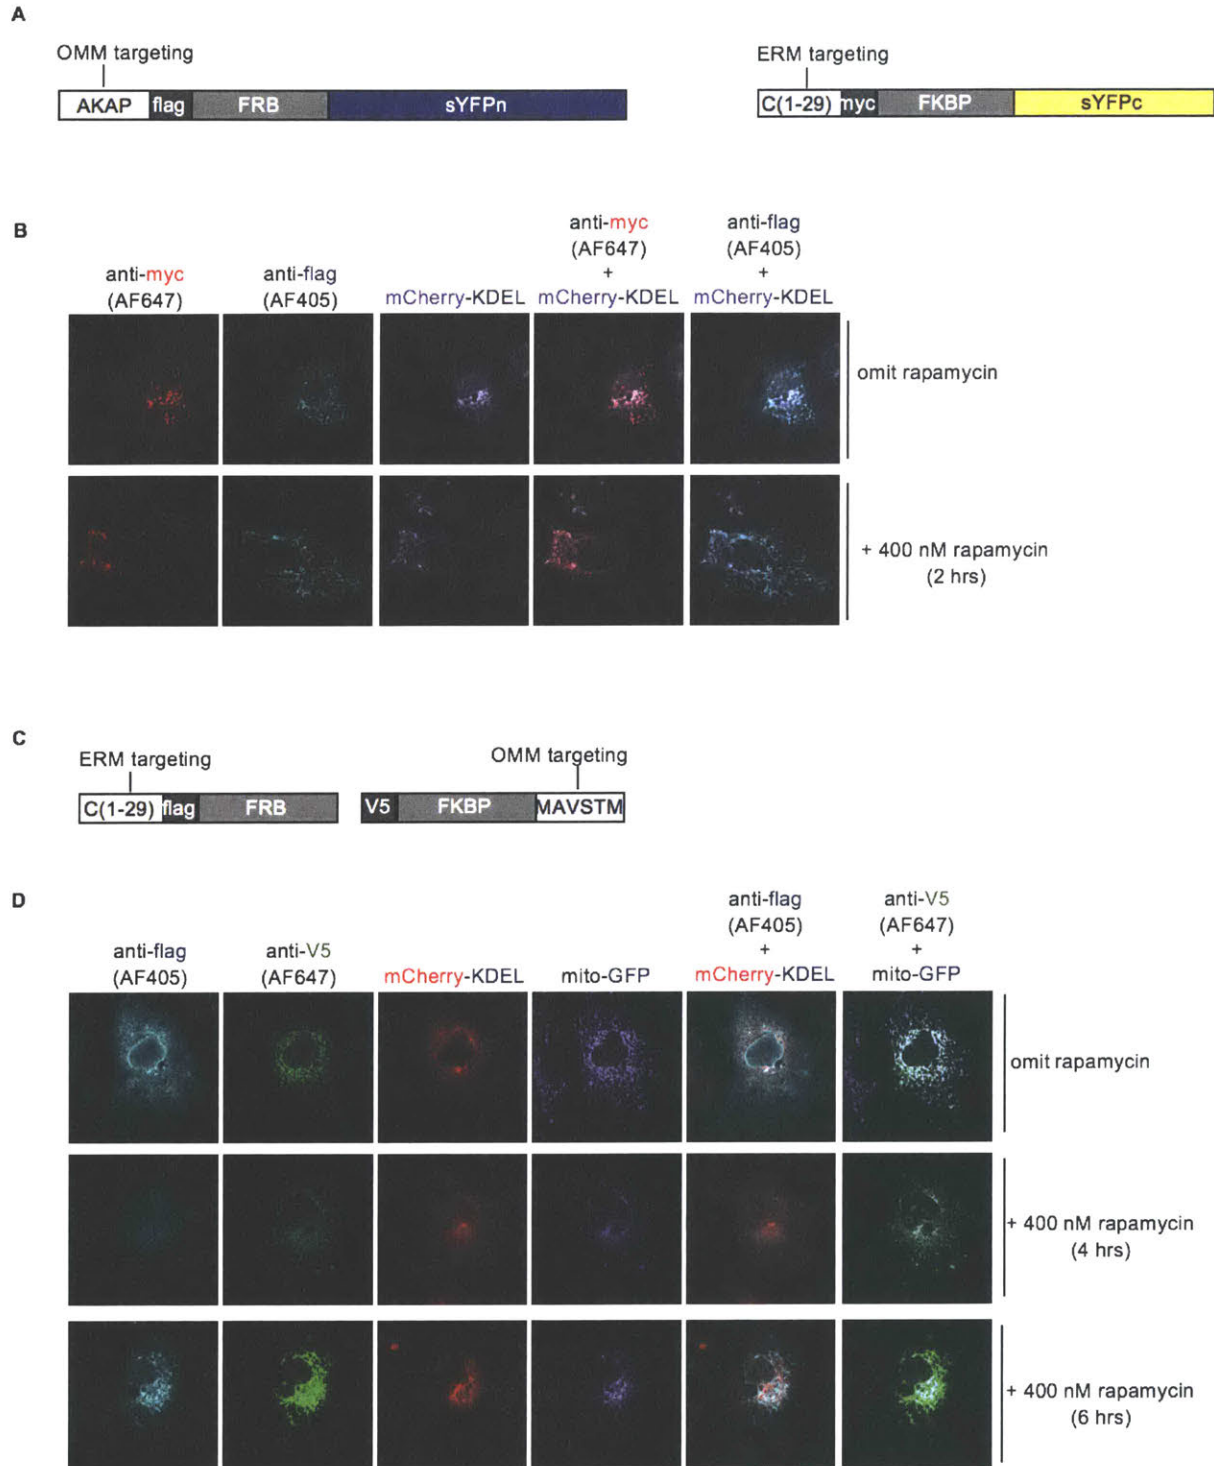 A
OMM targeting
AKAP flag FRB sYFPn
ERM targeting
C(1-29) myc FKBP sYFPc
B
anti-myc
(AF647)
anti-flag
(AF405)
mCherry-KDEL
anti-myc
(AF647)
+
mCherry-KDEL
anti-flag
(AF405)
+
mCherry-KDEL
omit rapamycin
+ 400 nM rapamycin
(2 hrs)
C
ERM targeting
C(1-29) flag FRB
OMM targeting
V5 FKBP MAVSTM
D
anti-flag
(AF405)
anti-V5
(AF647)
mCherry-KDEL
mito-GFP
anti-flag
(AF405)
+
mCherry-KDEL
anti-V5
(AF647)
+
mito-GFP
omit rapamycin
+ 400 nM rapamycin
(4 hrs)
+ 400 nM rapamycin
(6 hrs)